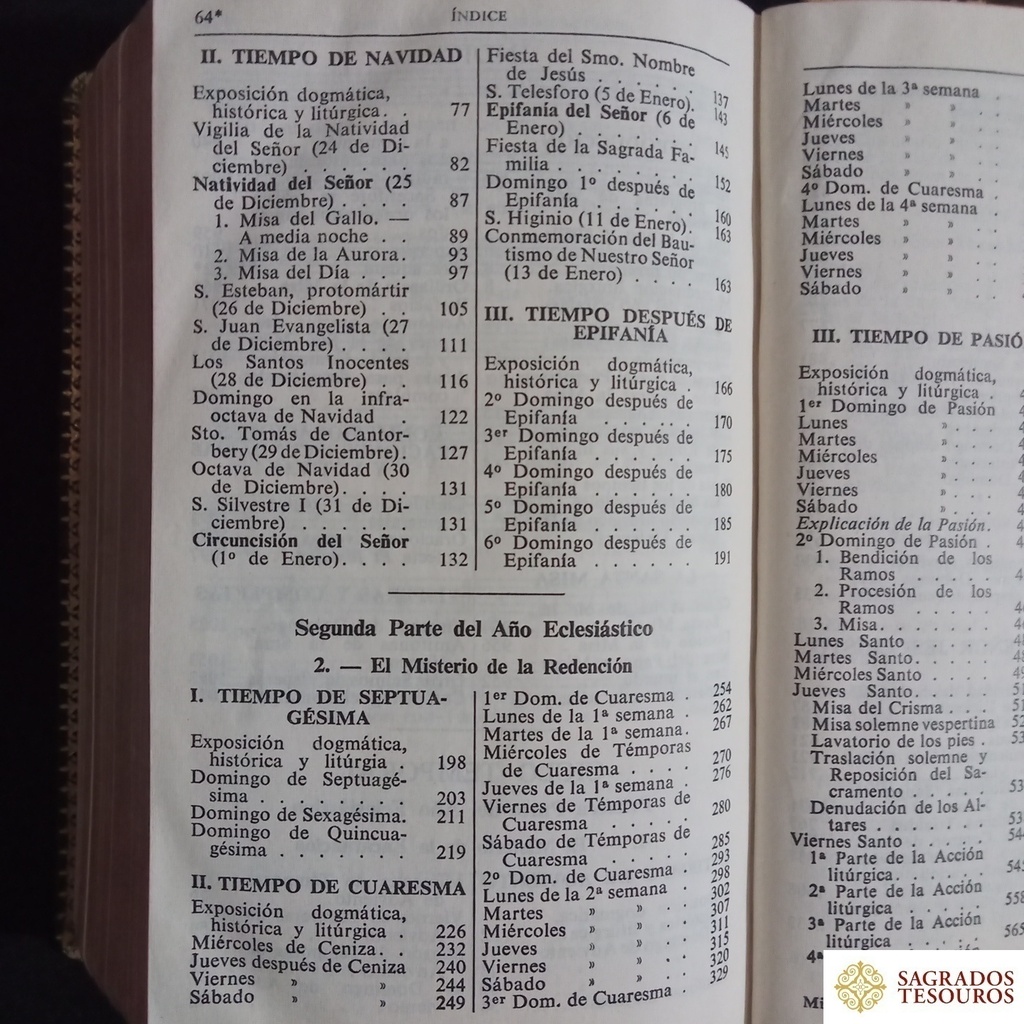 64*
ÍNDICE
II. TIEMPO DE NAVIDAD
Exposición dogmática,
histórica y litúrgica. . 77
Vigilia de la Natividad
del Señor (24 de Di-
ciembre) . . . . . . 82
Natividad del Señor (25
de Diciembre) . . . . 87
1. Misa del Gallo. —
A media noche . . 89
2. Misa de la Aurora. 93
3. Misa del Día . . . 97
S. Esteban, protomártir
(26 de Diciembre) . . 105
S. Juan Evangelista (27
de Diciembre) . . . . 111
Los Santos Inocentes
(28 de Diciembre) . . 116
Domingo en la infra-
octava de Navidad . 122
Sto. Tomás de Cantor-
bery (29 de Diciembre). 127
Octava de Navidad (30
de Diciembre). . . . 131
S. Silvestre I (31 de Di-
ciembre) . . . . . . 131
Circuncisión del Señor
(1º de Enero). . . . 132
Fiesta del Smo. Nombre
de Jesús . . . . . 137
S. Telesforo (5 de Enero). 143
Epifanía del Señor (6 de
Enero) . . . . . . 145
Fiesta de la Sagrada Fa-
milia . . . . . . . 152
Domingo 1º después de
Epifanía . . . . . . 160
S. Higinio (11 de Enero). 163
Conmemoración del Bau-
tismo de Nuestro Señor
(13 de Enero) . . . . 163
III. TIEMPO DESPUÉS DE
EPIFANÍA
Exposición dogmática,
histórica y litúrgica . 166
2º Domingo después de
Epifanía . . . . . . 170
3er Domingo después de
Epifanía . . . . . . 175
4º Domingo después de
Epifanía . . . . . . 180
5º Domingo después de
Epifanía . . . . . . 185
6º Domingo después de
Epifanía . . . . . . 191
Segunda Parte del Año Eclesiástico
2. — El Misterio de la Redención
I. TIEMPO DE SEPTUA-
GÉSIMA
Exposición dogmática,
histórica y litúrgia . 198
Domingo de Septuagé-
sima . . . . . . . . 203
Domingo de Sexagésima. 211
Domingo de Quincua-
gésima . . . . . . . 219
II. TIEMPO DE CUARESMA
Exposición dogmática,
histórica y litúrgica . 226
Miércoles de Ceniza. . 232
Jueves después de Ceniza 240
Viernes » » 244
Sábado » » 249
1er Dom. de Cuaresma . 254
Lunes de la 1ª semana . 262
Martes de la 1ª semana. 267
Miércoles de Témporas
de Cuaresma . . . . 270
Jueves de la 1ª semana . 276
Viernes de Témporas de
Cuaresma . . . . . 280
Sábado de Témporas de
Cuaresma . . . . . 285
2º Dom. de Cuaresma . 293
Lunes de la 2ª semana . 298
Martes » » . 302
Miércoles » » . 307
Jueves » » . 311
Viernes » » . 315
Sábado » » . 320
3er Dom. de Cuaresma . 329
Lunes de la 3ª semana .
Martes » » . .
Miércoles » » . .
Jueves » » . .
Viernes » » . .
Sábado » » . .
4º Dom. de Cuaresma .
Lunes de la 4ª semana .
Martes » » . .
Miércoles » » . .
Jueves » » . .
Viernes » » . .
Sábado » » . .
III. TIEMPO DE PASIÓ
Exposición dogmática,
histórica y litúrgica .
1er Domingo de Pasión
Lunes » . . .
Martes » . . .
Miércoles » . . .
Jueves » . . .
Viernes » . . .
Sábado » . . .
Explicación de la Pasión.
2º Domingo de Pasión .
1. Bendición de los
Ramos . . . . .
2. Procesión de los
Ramos . . . . .
3. Misa. . . . . . .
Lunes Santo . . . . .
Martes Santo. . . . .
Miércoles Santo . . . .
Jueves Santo. . . . .
Misa del Crisma . . .
Misa solemne vespertina
Lavatorio de los pies .
Traslación solemne y
Reposición del Sa-
cramento . . . . .
Denudación de los Al-
tares . . . . . . .
Viernes Santo . . . .
1ª Parte de la Acción
litúrgica. . . . . .
2ª Parte de la Acción
litúrgica . . . . . 558
3ª Parte de la Acción
litúrgica . . . . . 565
SAGRADOS
TESOUROS